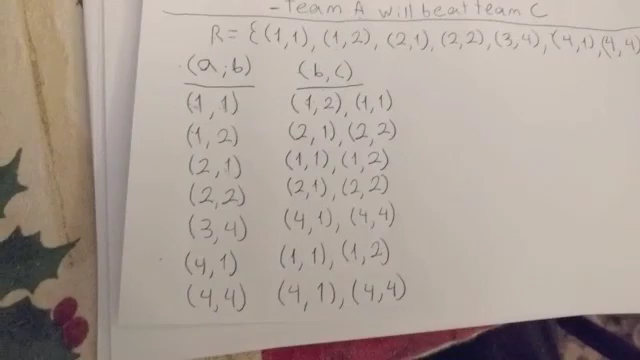 - Team A will beat team C
R = {(1,1), (1,2), (2,1), (2,2), (3,4), (4,1), (4,4)
(a,b) (b,c)
(1,1) (1,2), (1,1)
(1,2) (2,1), (2,2)
(2,1) (1,1), (1,2)
(2,2) (2,1), (2,2)
(3,4) (4,1), (4,4)
(4,1) (1,1), (1,2)
(4,4) (4,1), (4,4)